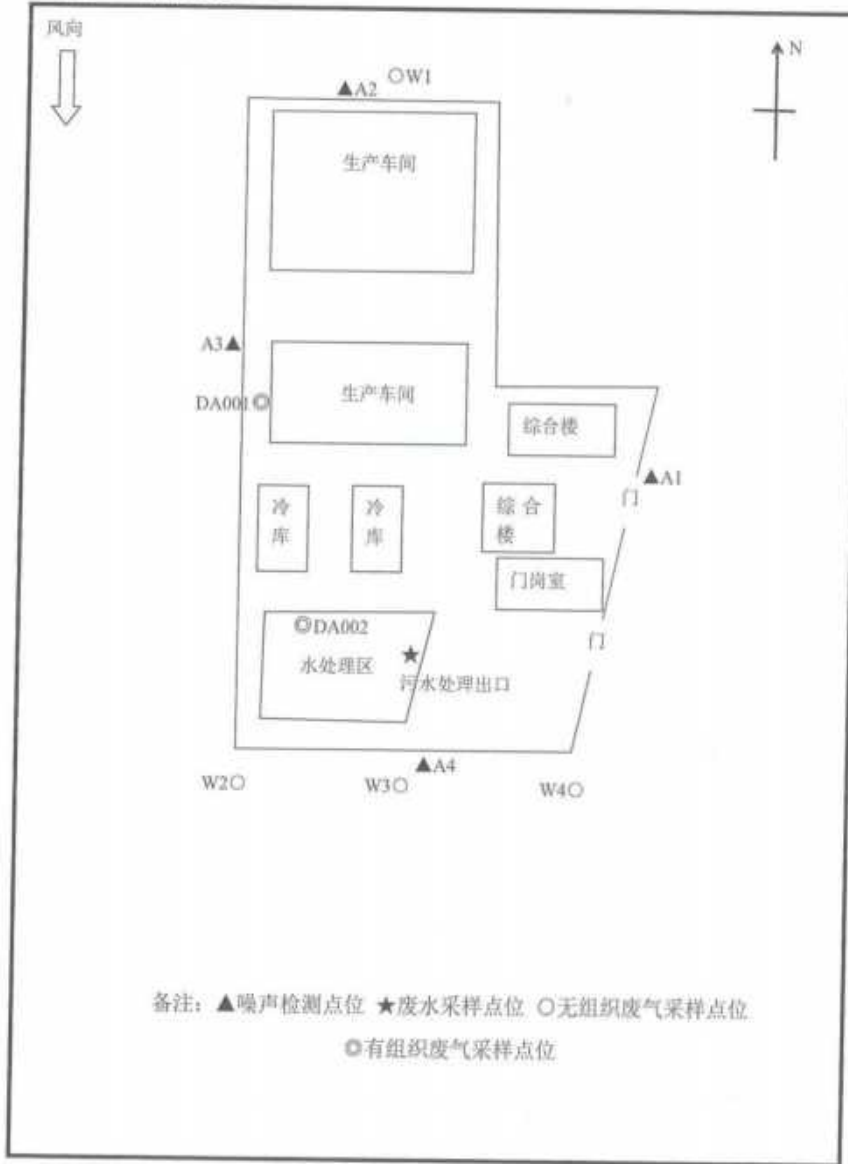 风向
N
○W1
▲A2
生产车间
A3▲
生产车间
DA001◎
综合楼
▲A1
门
冷
库
冷
库
综合
楼
门岗室
◎DA002
门
水处理区
★
污水处理出口
▲A4
W2○
W3○
W4○
备注：▲噪声检测点位 ★废水采样点位 ○无组织废气采样点位
◎有组织废气采样点位